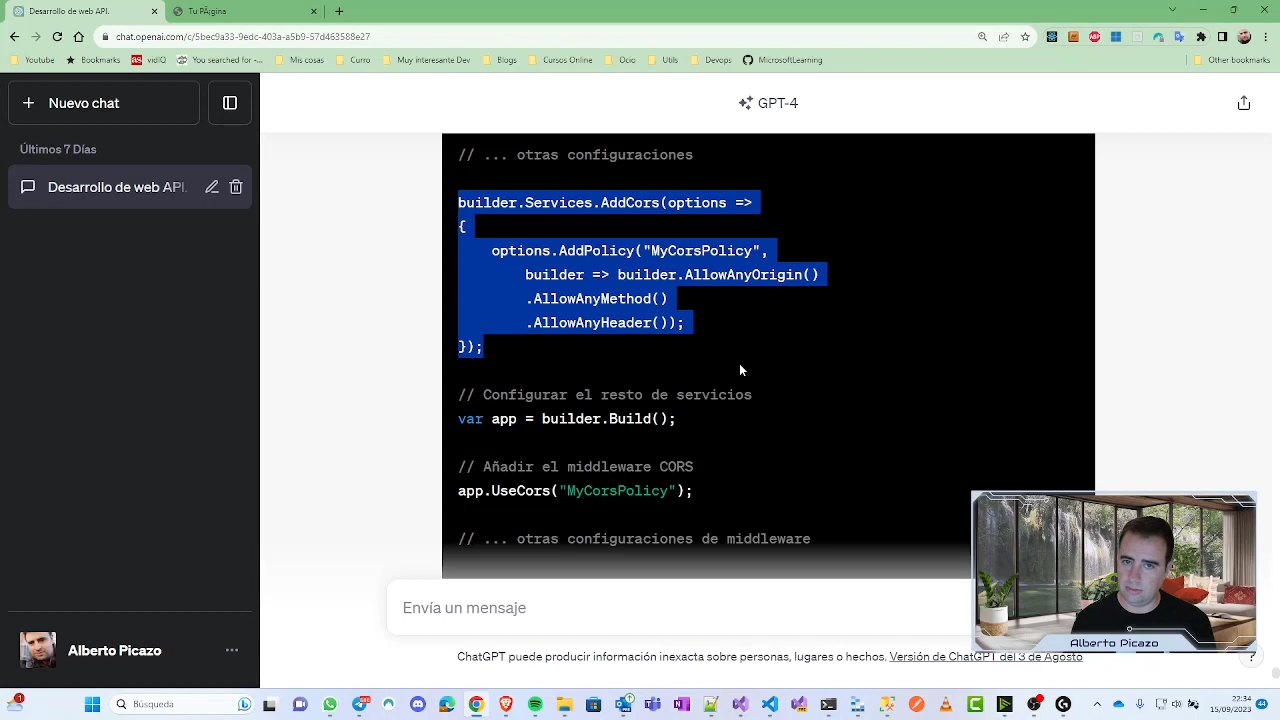 Desarrollo de web API.
Tu Página
chat.openai.com/c/5bec9a33-9edc-403a-a5b9-57d463588e27
Youtube
Bookmarks
vidIQ
You searched for -...
Mis cosas
Curro
Muy interesante Dev
Blogs
Cursos Online
Ocio
Utils
Devops
MicrosoftLearning
Other bookmarks
Nuevo chat
GPT-4
Últimos 7 Días
Desarrollo de web API.
// ... otras configuraciones
builder.Services.AddCors(options =>
{
options.AddPolicy("MyCorsPolicy",
builder => builder.AllowAnyOrigin()
.AllowAnyMethod()
.AllowAnyHeader());
});
// Configurar el resto de servicios
var app = builder.Build();
// Añadir el middleware CORS
app.UseCors("MyCorsPolicy");
// ... otras configuraciones de middleware
Envía un mensaje
Alberto Picazo
Alberto Picazo
ChatGPT puede producir información inexacta sobre personas, lugares o hechos. Versión de ChatGPT del 3 de Agosto
?
Búsqueda
22:34
15/09/2023